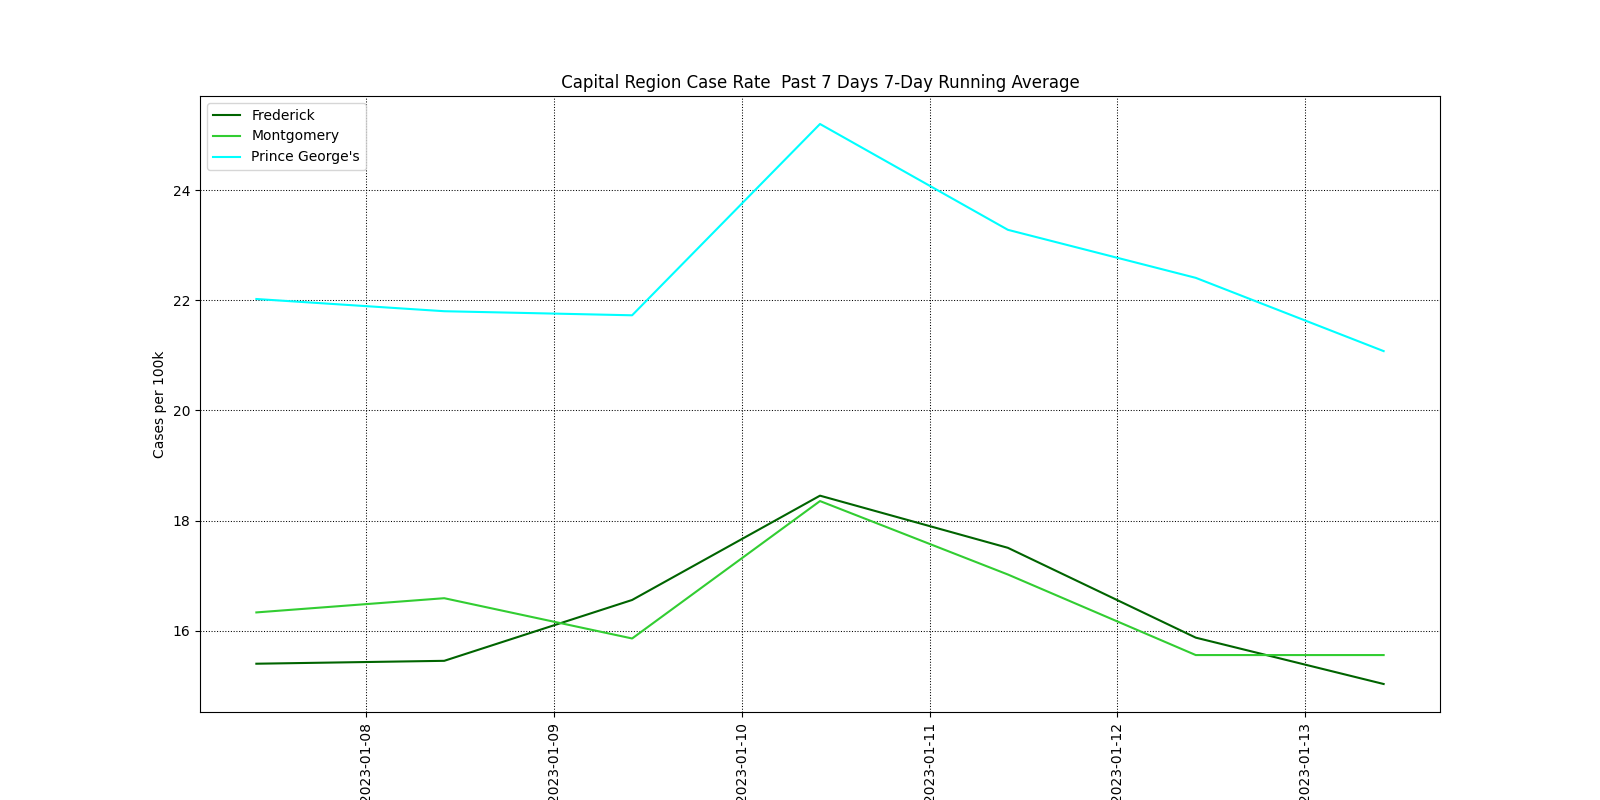 Capital Region Case Rate  Past 7 Days 7-Day Running Average
Frederick
Montgomery
Prince George's
Cases per 100k
24
22
20
18
16
2023-01-08
2023-01-09
2023-01-10
2023-01-11
2023-01-12
2023-01-13